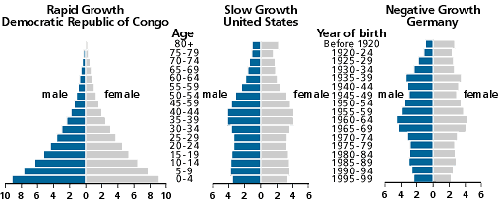 Rapid Growth
Democratic Republic of Congo
Slow Growth
United States
Negative Growth
Germany
Age
80+
75-79
70-74
65-69
60-64
55-59
50-54
45-59
40-44
35-39
30-34
25-29
20-24
15-19
10-14
5-9
0-4
Year of birth
Before 1920
1920-24
1925-29
1930-34
1935-39
1940-44
1945-49
1950-54
1955-59
1960-64
1965-69
1970-74
1975-79
1980-84
1985-89
1990-94
1995-99
male female
male female
male female
10 8 6 4 2 0 2 4 6 8 10
6 4 2 0 2 4 6
6 4 2 0 2 4 6